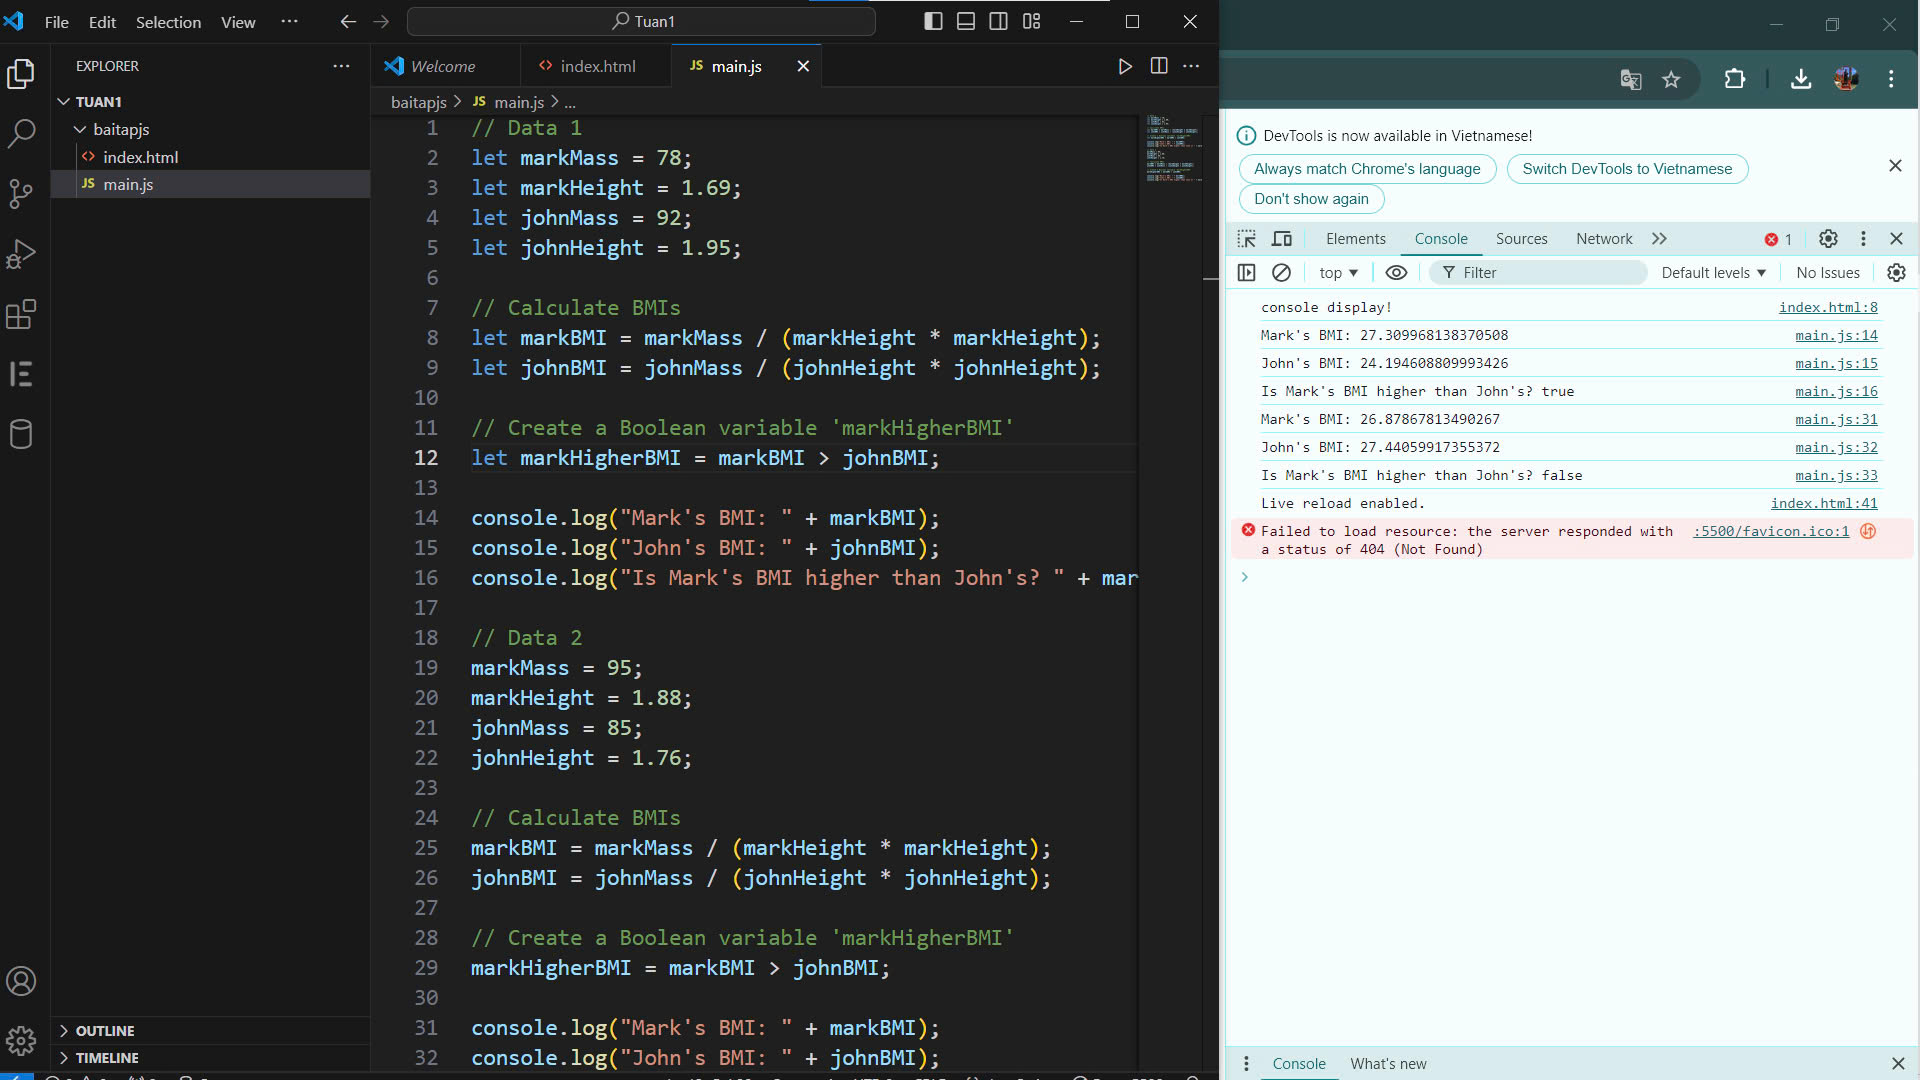 File Edit Selection View ··· Tuan1
EXPLORER
TUAN1
baitapjs
index.html
JS main.js
OUTLINE
TIMELINE
Welcome
index.html
JS main.js
baitapjs > JS main.js > ...
1 // Data 1
2 let markMass = 78;
3 let markHeight = 1.69;
4 let johnMass = 92;
5 let johnHeight = 1.95;
6
7 // Calculate BMIs
8 let markBMI = markMass / (markHeight * markHeight);
9 let johnBMI = johnMass / (johnHeight * johnHeight);
10
11 // Create a Boolean variable 'markHigherBMI'
12 let markHigherBMI = markBMI > johnBMI;
13
14 console.log("Mark's BMI: " + markBMI);
15 console.log("John's BMI: " + johnBMI);
16 console.log("Is Mark's BMI higher than John's? " + mar
17
18 // Data 2
19 markMass = 95;
20 markHeight = 1.88;
21 johnMass = 85;
22 johnHeight = 1.76;
23
24 // Calculate BMIs
25 markBMI = markMass / (markHeight * markHeight);
26 johnBMI = johnMass / (johnHeight * johnHeight);
27
28 // Create a Boolean variable 'markHigherBMI'
29 markHigherBMI = markBMI > johnBMI;
30
31 console.log("Mark's BMI: " + markBMI);
32 console.log("John's BMI: " + johnBMI);
DevTools is now available in Vietnamese!
Always match Chrome's language Switch DevTools to Vietnamese
Don't show again
Elements Console Sources Network 1
top Filter Default levels No Issues
console display! index.html:8
Mark's BMI: 27.309968138370508 main.js:14
John's BMI: 24.194608809993426 main.js:15
Is Mark's BMI higher than John's? true main.js:16
Mark's BMI: 26.87867813490267 main.js:31
John's BMI: 27.44059917355372 main.js:32
Is Mark's BMI higher than John's? false main.js:33
Live reload enabled. index.html:41
Failed to load resource: the server responded with :5500/favicon.ico:1
a status of 404 (Not Found)
Console What's new